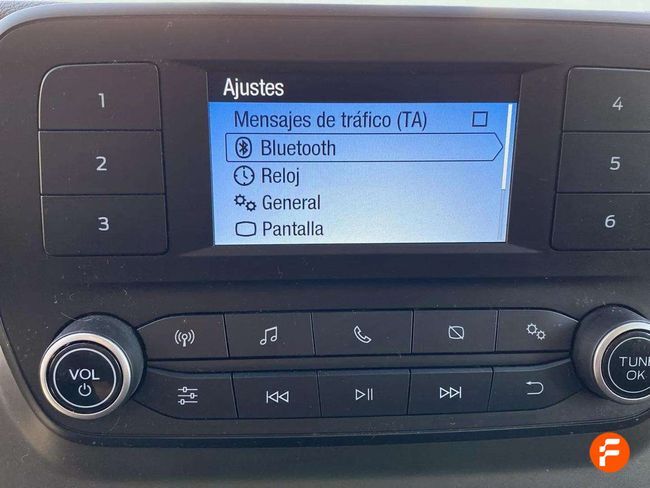 Ajustes
Mensajes de tráfico (TA)
Bluetooth
Reloj
General
Pantalla
1
2
3
4
5
6
VOL
TUNE
OK